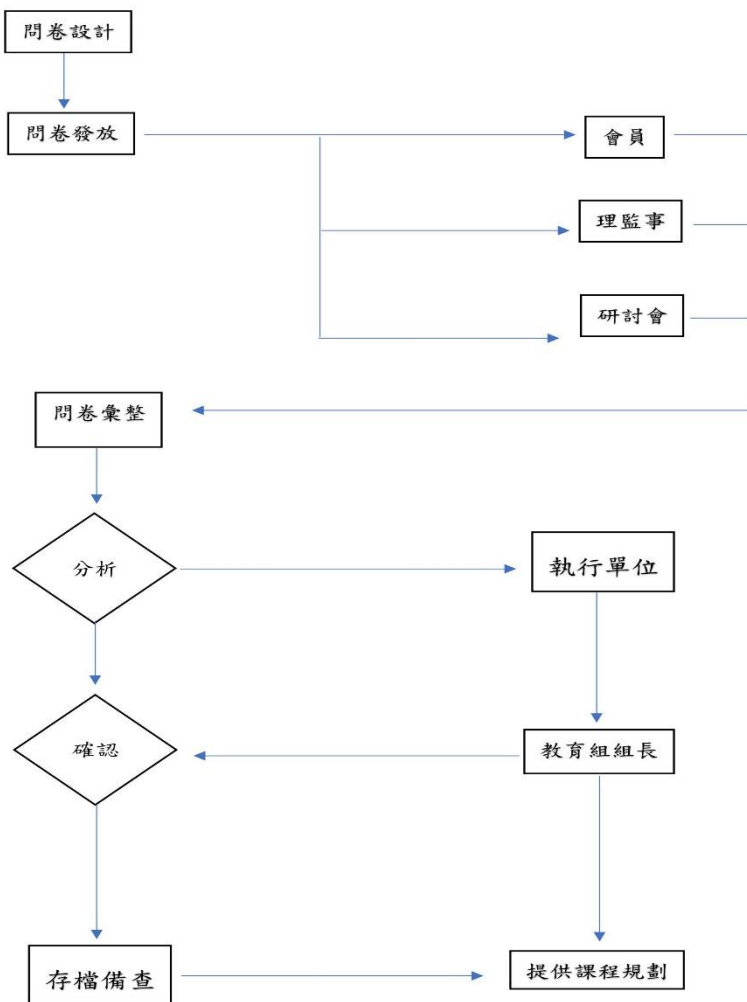 問卷設計
問卷發放
會員
理監事
研討會
問卷彙整
分析
執行單位
確認
教育組組長
存檔備查
提供課程規劃